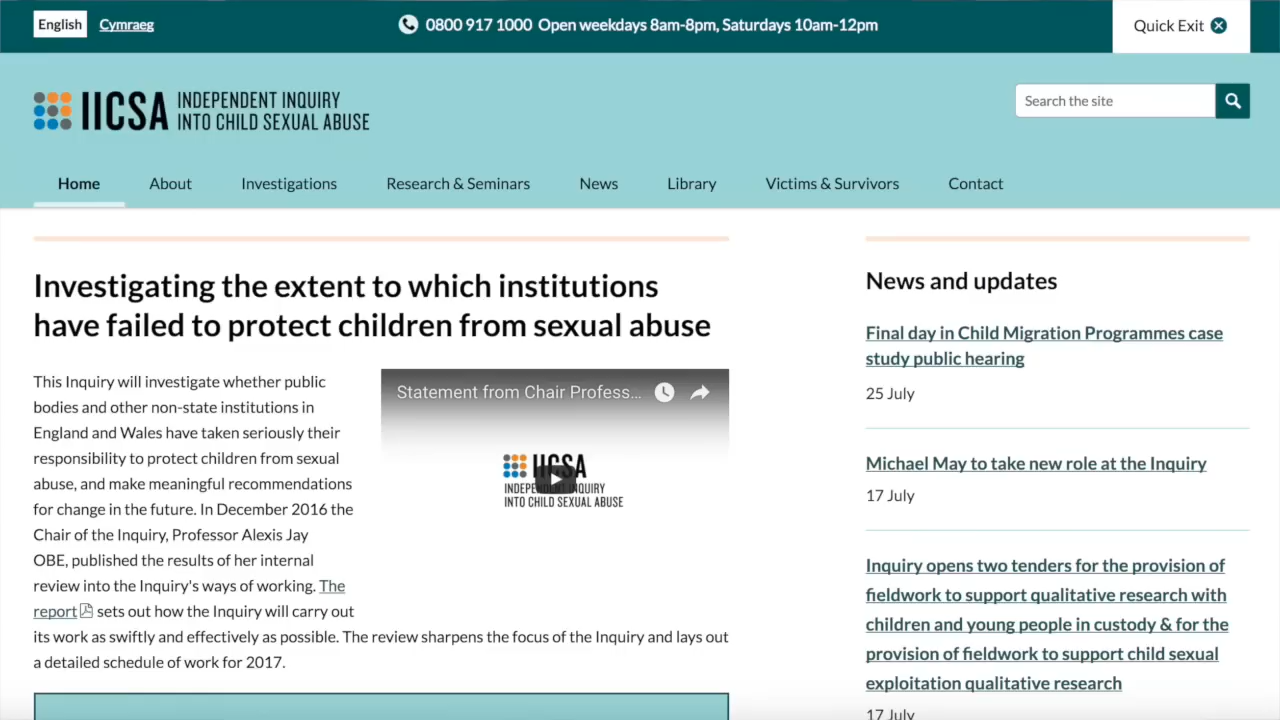 English Cymraeg 0800 917 1000 Open weekdays 8am-8pm, Saturdays 10am-12pm Quick Exit
IICSA INDEPENDENT INQUIRY
INTO CHILD SEXUAL ABUSE
Search the site
Home About Investigations Research & Seminars News Library Victims & Survivors Contact
Investigating the extent to which institutions
have failed to protect children from sexual abuse
This Inquiry will investigate whether public
bodies and other non-state institutions in
England and Wales have taken seriously their
responsibility to protect children from sexual
abuse, and make meaningful recommendations
for change in the future. In December 2016 the
Chair of the Inquiry, Professor Alexis Jay
OBE, published the results of her internal
review into the Inquiry's ways of working. The
report sets out how the Inquiry will carry out
its work as swiftly and effectively as possible. The review sharpens the focus of the Inquiry and lays out
a detailed schedule of work for 2017.
Statement from Chair Profess...
IICSA
INDEPENDENT INQUIRY
INTO CHILD SEXUAL ABUSE
News and updates
Final day in Child Migration Programmes case
study public hearing
25 July
Michael May to take new role at the Inquiry
17 July
Inquiry opens two tenders for the provision of
fieldwork to support qualitative research with
children and young people in custody & for the
provision of fieldwork to support child sexual
exploitation qualitative research
17 July